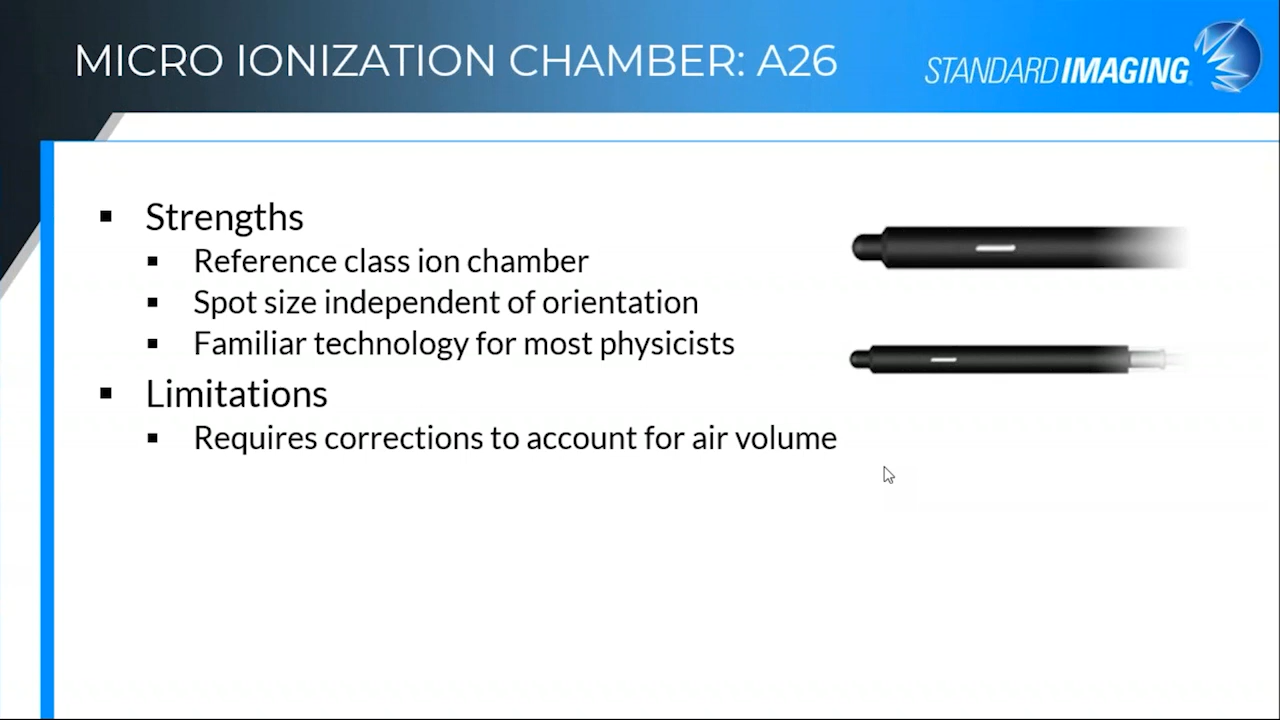 MICRO IONIZATION CHAMBER: A26
STANDARD IMAGING
Strengths
Reference class ion chamber
Spot size independent of orientation
Familiar technology for most physicists
Limitations
Requires corrections to account for air volume